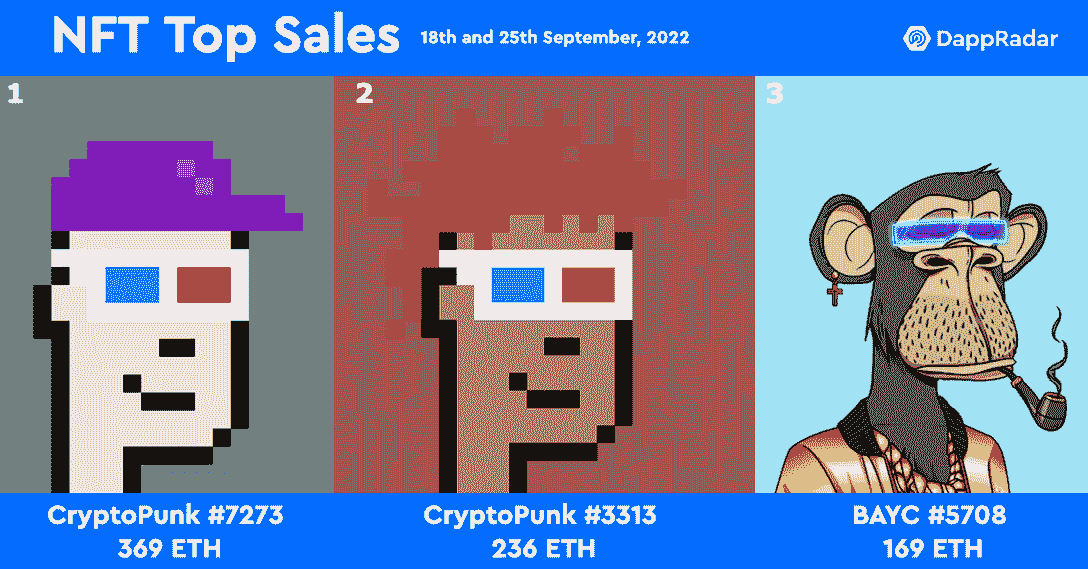 NFT Top Sales
18th and 25th September, 2022
DappRadar
1
2
3
CryptoPunk #7273
369 ETH
CryptoPunk #3313
236 ETH
BAYC #5708
169 ETH